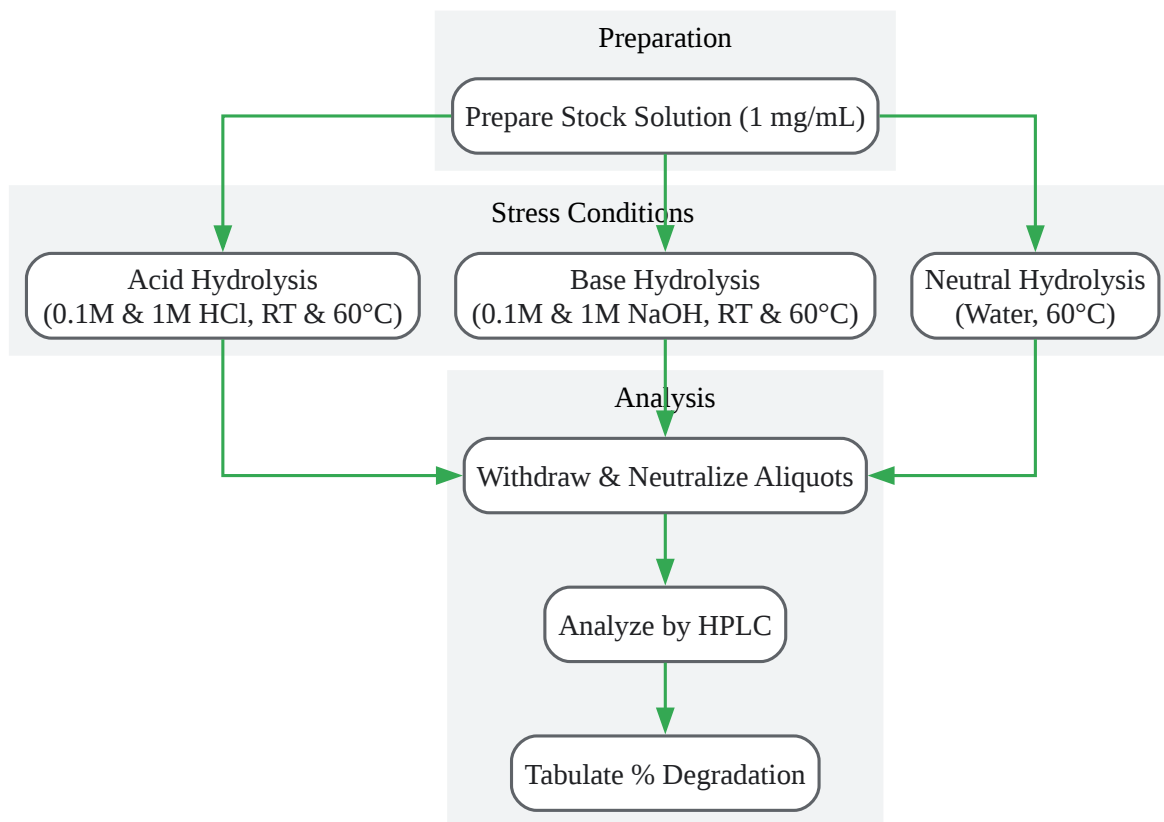 Preparation
Prepare Stock Solution (1 mg/mL)
Stress Conditions
Acid Hydrolysis
(0.1M & 1M HCl, RT & 60°C)
Base Hydrolysis
(0.1M & 1M NaOH, RT & 60°C)
Neutral Hydrolysis
(Water, 60°C)
Analysis
Withdraw & Neutralize Aliquots
Analyze by HPLC
Tabulate % Degradation